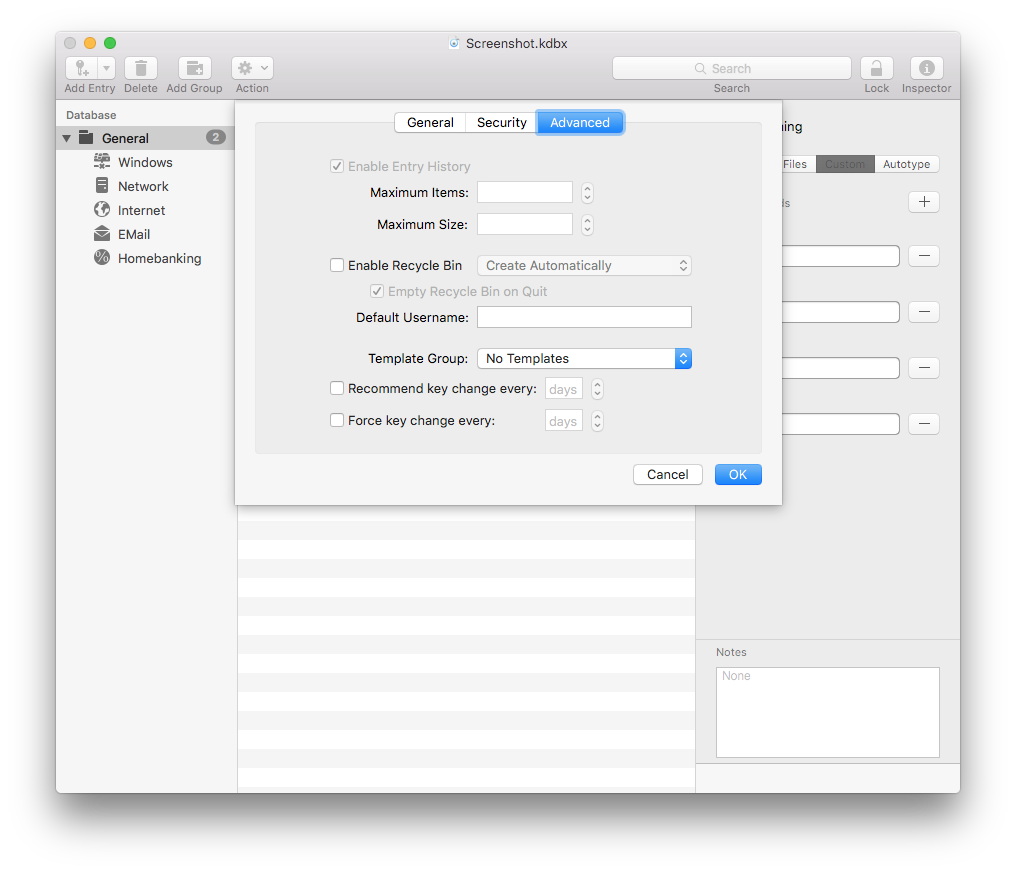 Screenshot.kdbx
Add Entry
Delete
Add Group
Action
Search
Search
Lock
Inspector
Database
General 2
Windows
Network
Internet
EMail
Homebanking
General Security Advanced
Enable Entry History
Maximum Items:
Maximum Size:
Enable Recycle Bin Create Automatically
Empty Recycle Bin on Quit
Default Username:
Template Group: No Templates
Recommend key change every: days
Force key change every: days
Cancel OK
Files Custom Autotype
Notes
None